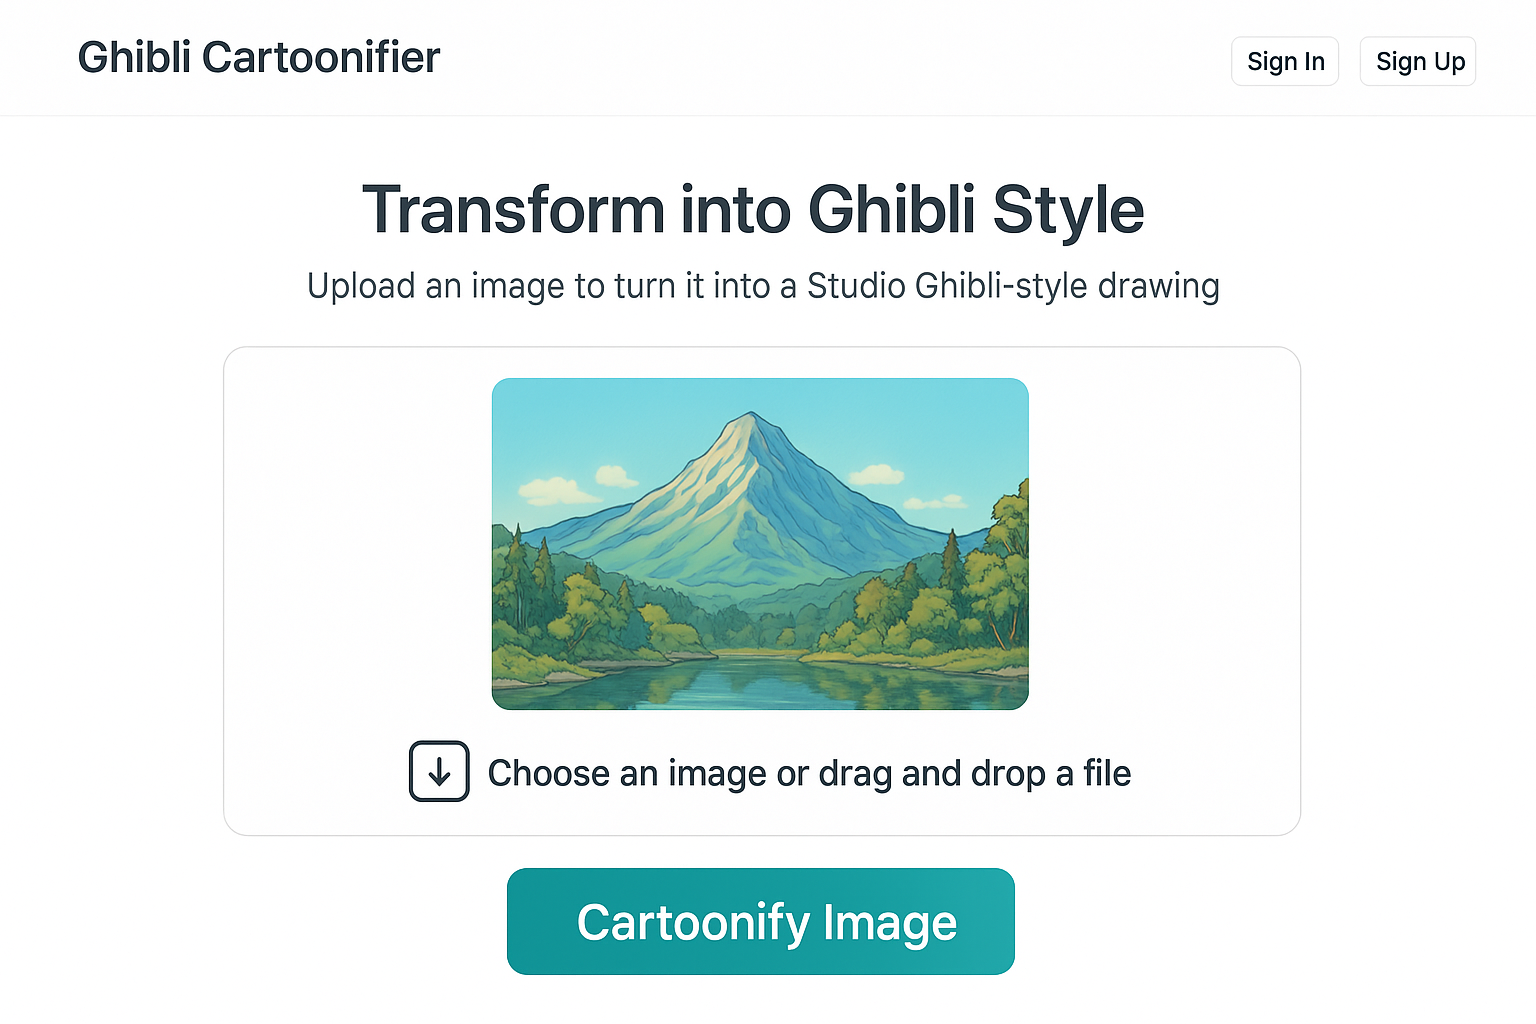 Ghibli Cartoonifier
Sign In
Sign Up
Transform into Ghibli Style
Upload an image to turn it into a Studio Ghibli-style drawing
Choose an image or drag and drop a file
Cartoonify Image